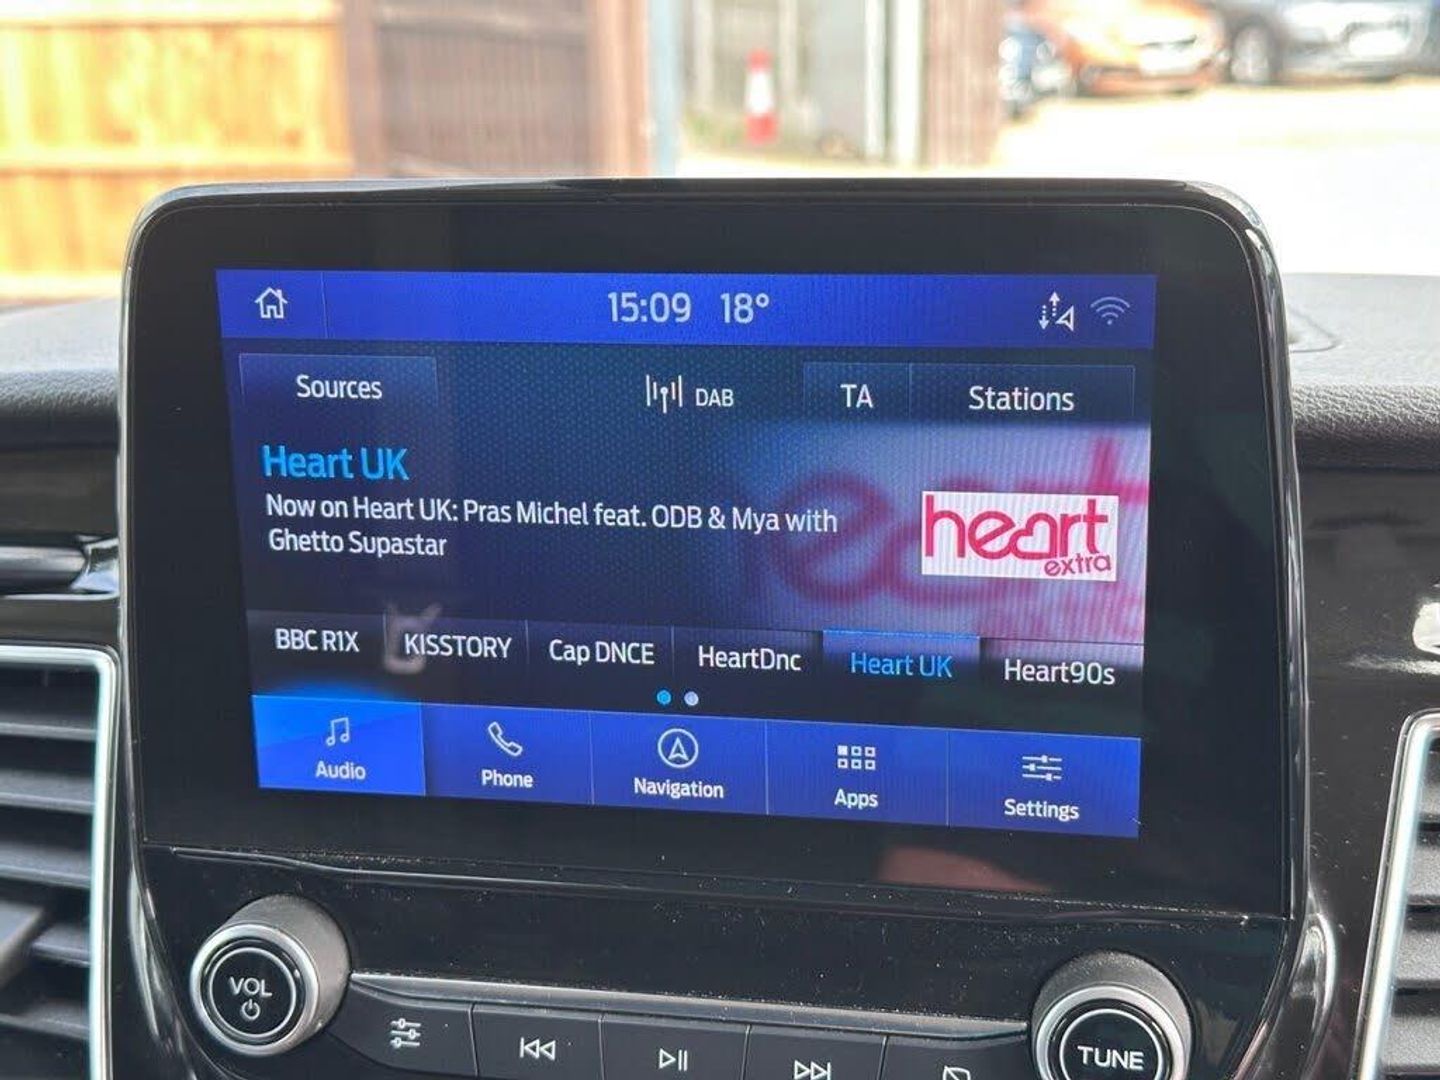 15:09 18°
Sources DAB TA Stations
Heart UK
Now on Heart UK: Pras Michel feat. ODB & Mya with
Ghetto Supastar
heart
extra
BBC R1X KISSTORY Cap DNCE HeartDnc Heart UK Heart90s
Audio Phone Navigation Apps Settings
VOL
TUNE